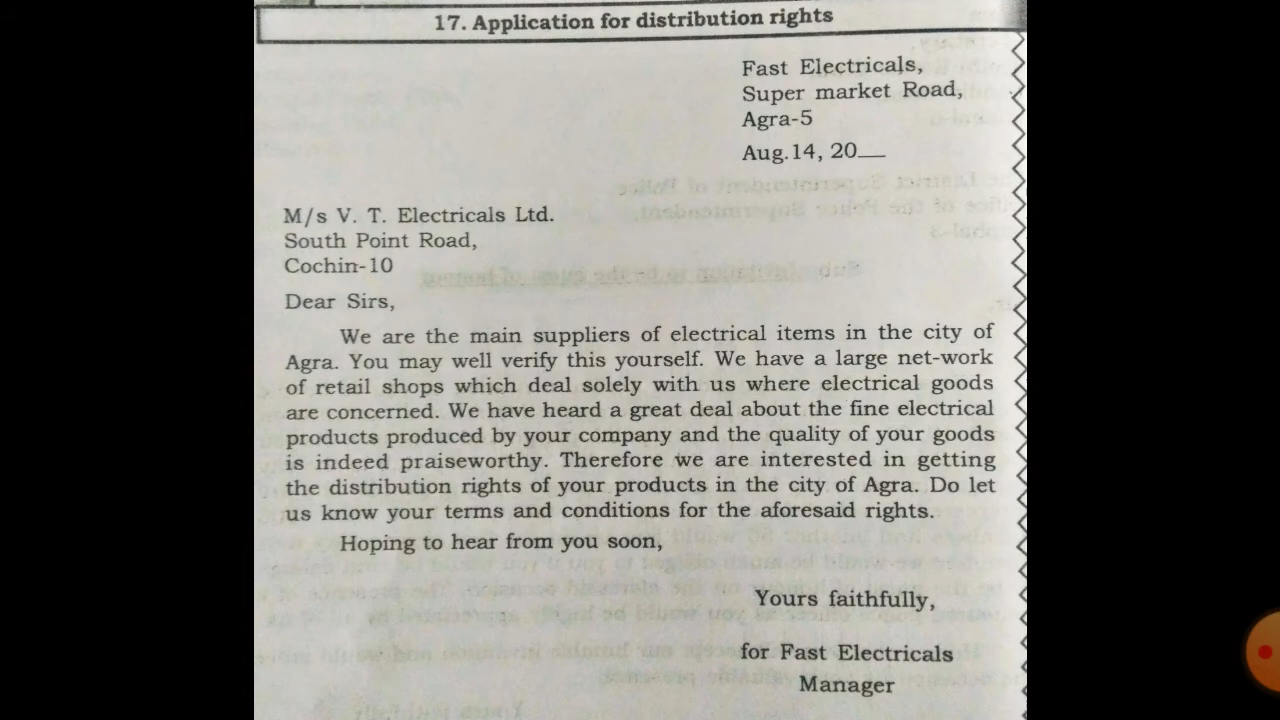 17. Application for distribution rights
Fast Electricals,
Super market Road,
Agra-5
Aug.14, 20__
M/s V. T. Electricals Ltd.
South Point Road,
Cochin-10
Dear Sirs,
We are the main suppliers of electrical items in the city of
Agra. You may well verify this yourself. We have a large net-work
of retail shops which deal solely with us where electrical goods
are concerned. We have heard a great deal about the fine electrical
products produced by your company and the quality of your goods
is indeed praiseworthy. Therefore we are interested in getting
the distribution rights of your products in the city of Agra. Do let
us know your terms and conditions for the aforesaid rights.
Hoping to hear from you soon,
Yours faithfully,
for Fast Electricals
Manager